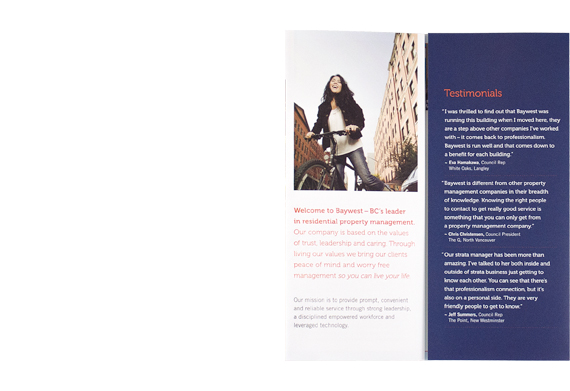 Welcome to Baywest – BC's leader
in residential property management.
Our company is based on the values
of trust, leadership and caring. Through
living our values we bring our clients
peace of mind and worry free
management so you can live your life.
Our mission is to provide prompt, convenient
and reliable service through strong leadership,
a disciplined empowered workforce and
leveraged technology.
Testimonials
"I was thrilled to find out that Baywest was
running this building when I moved here, they
are a step above other companies I've worked
with – it comes back to professionalism.
Baywest is run well and that comes down to
a benefit for each building."
– Eva Hamakawa, Council Rep
White Oaks, Langley
"Baywest is different from other property
management companies in their breadth
of knowledge. Knowing the right people
to contact to get really good service is
something that you can only get from
a property management company."
– Chris Christensen, Council President
The Q, North Vancouver
"Our strata manager has been more than
amazing. I've talked to her both inside and
outside of strata business just getting to
know each other. You can see that there's
that professionalism connection, but it's
also on a personal side. They are very
friendly people to get to know."
– Jeff Summers, Council Rep
The Point, New Westminster